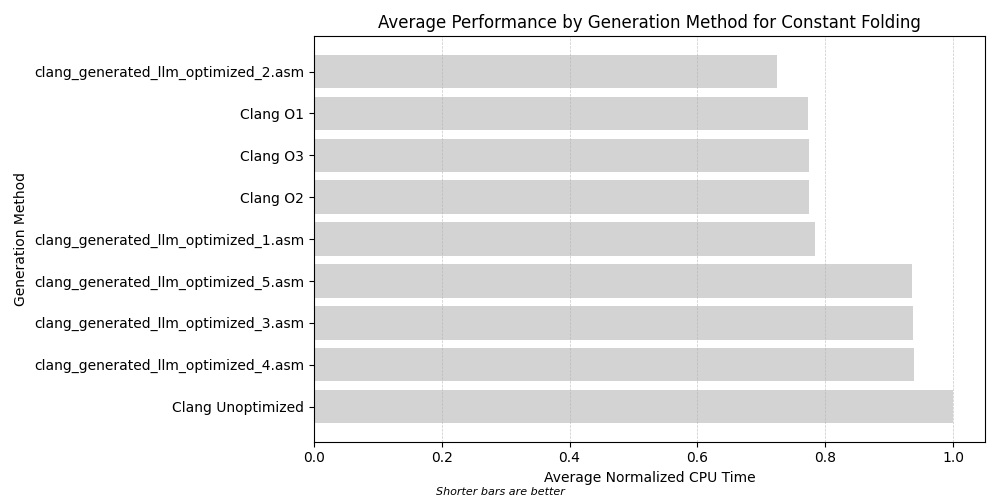 Average Performance by Generation Method for Constant Folding
Generation Method
clang_generated_llm_optimized_2.asm
Clang O1
Clang O3
Clang O2
clang_generated_llm_optimized_1.asm
clang_generated_llm_optimized_5.asm
clang_generated_llm_optimized_3.asm
clang_generated_llm_optimized_4.asm
Clang Unoptimized
0.0 0.2 0.4 0.6 0.8 1.0
Average Normalized CPU Time
Shorter bars are better